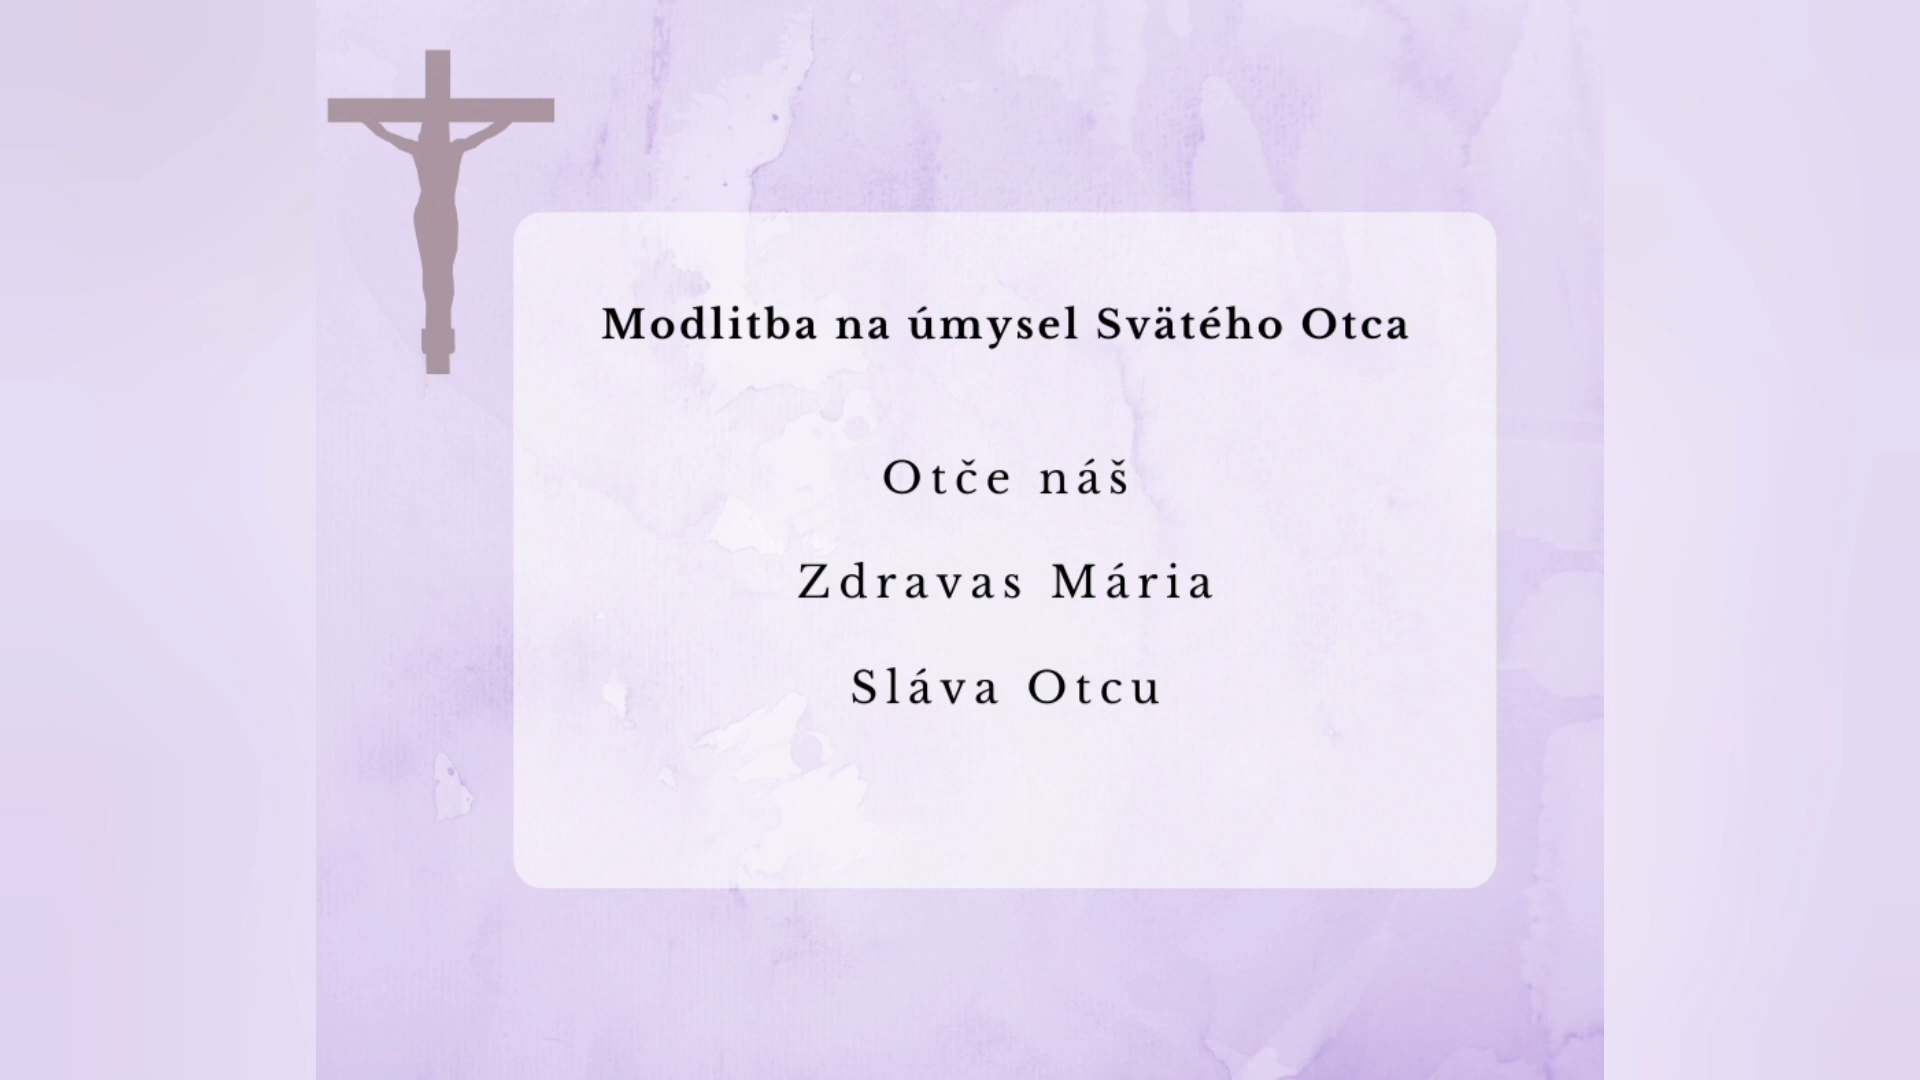 Modlitba na úmysel Svätého Otca
Otče náš
Zdravas Mária
Sláva Otcu